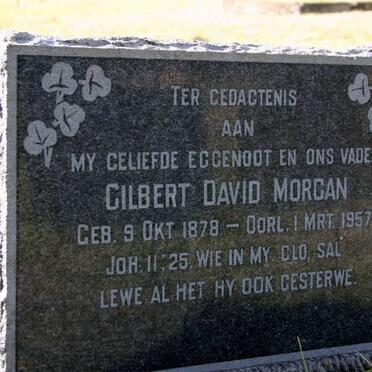 TER GEDAGTENIS
AAN
MY GELIEFDE EGGENOOT EN ONS VADE
GILBERT DAVID MORGAN
GEB. 9 OKT 1878 – OORL. 1 MRT. 1957
JOH. 11:25. WIE IN MY GLO, SAL
LEWE AL HET HY OOK GESTERWE.